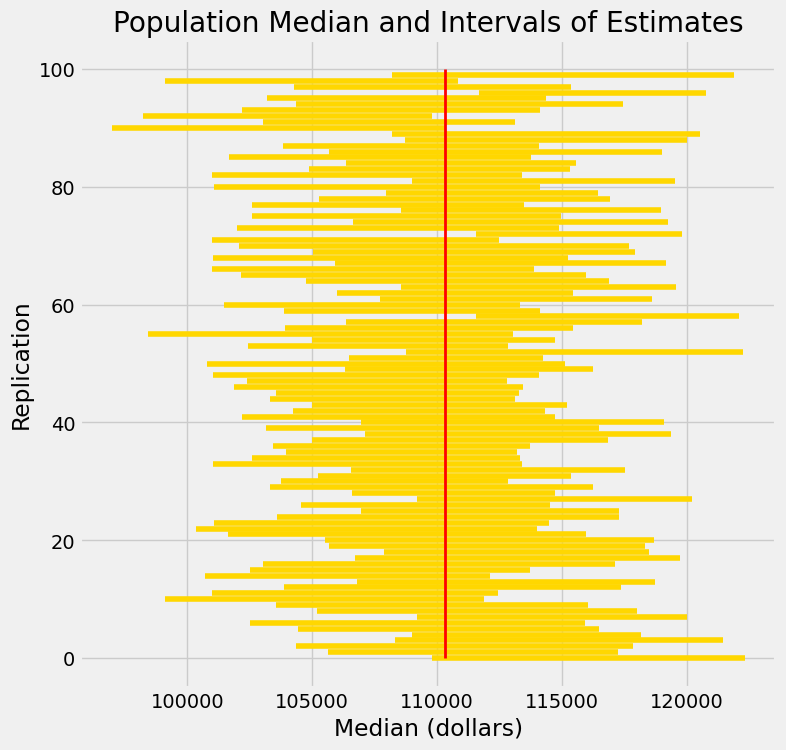 Population Median and Intervals of Estimates
100
80
60
40
20
0
Replication
100000 105000 110000 115000 120000
Median (dollars)